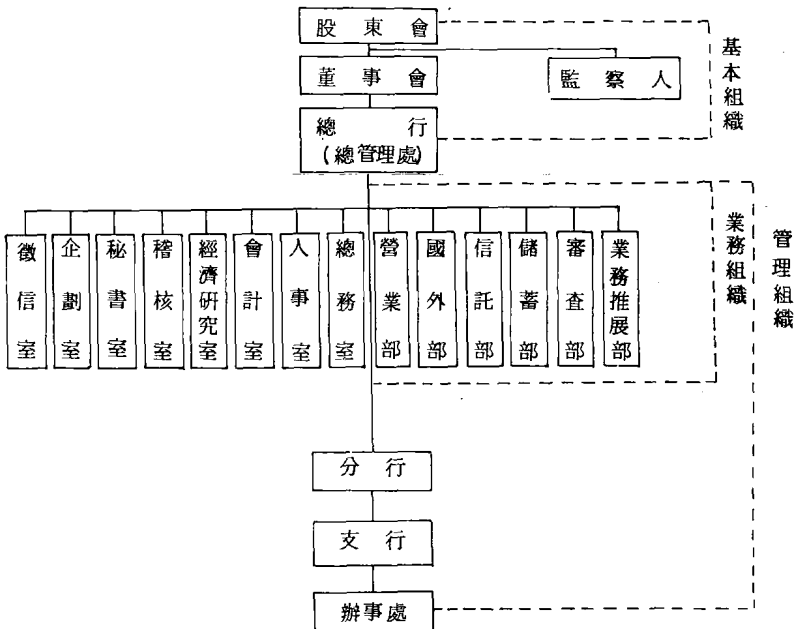 股東會
董事會
監察人
總行
(總管理處)
基本組織
徵信室
企劃室
秘書室
稽核室
經濟研究室
會計室
人事室
總務室
營業部
國外部
信託部
儲蓄部
審查部
業務推展部
業務組織
管理組織
分行
支行
辦事處